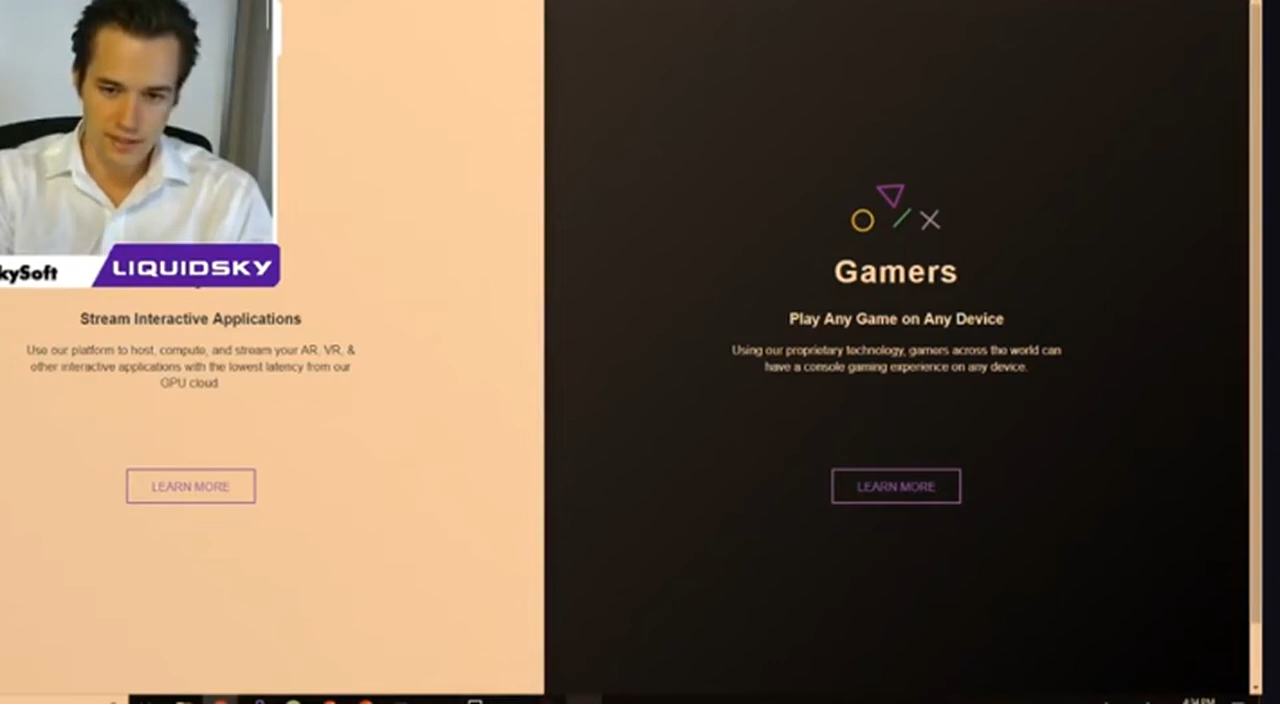 kySoft
LIQUIDSKY
Stream Interactive Applications
Use our platform to host, compute, and stream your AR, VR, &
other interactive applications with the lowest latency from our
GPU cloud
LEARN MORE
Gamers
Play Any Game on Any Device
Using our proprietary technology, gamers across the world can
have a console gaming experience on any device.
LEARN MORE